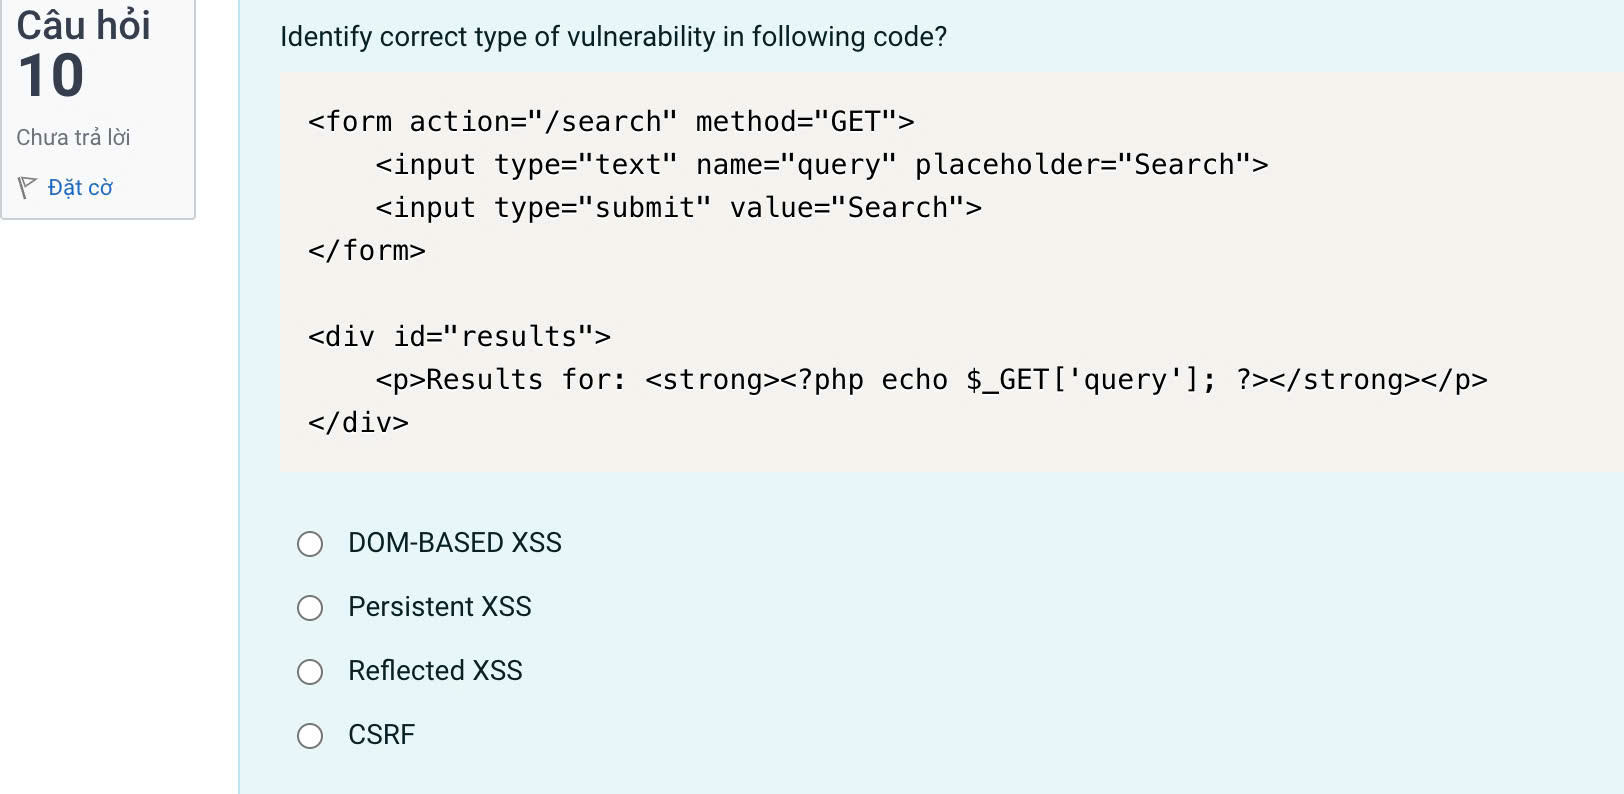 Câu hỏi
10
Chưa trả lời
Đặt cờ
Identify correct type of vulnerability in following code?
<form action="/search" method="GET">
    <input type="text" name="query" placeholder="Search">
    <input type="submit" value="Search">
</form>
<div id="results">
    <p>Results for: <strong><?php echo $_GET['query']; ?></strong></p>
</div>
DOM-BASED XSS
Persistent XSS
Reflected XSS
CSRF